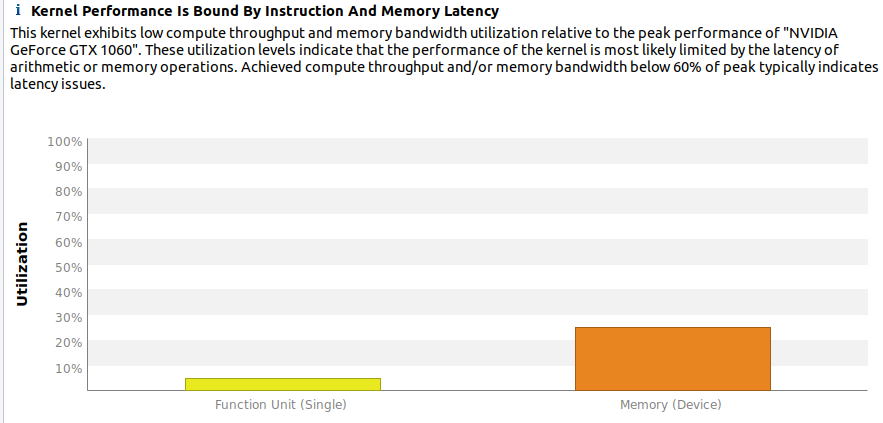 i Kernel Performance Is Bound By Instruction And Memory Latency
This kernel exhibits low compute throughput and memory bandwidth utilization relative to the peak performance of "NVIDIA
GeForce GTX 1060". These utilization levels indicate that the performance of the kernel is most likely limited by the latency of
arithmetic or memory operations. Achieved compute throughput and/or memory bandwidth below 60% of peak typically indicates
latency issues.
100%
90%
80%
70%
60%
50%
40%
30%
20%
10%
Utilization
Function Unit (Single)
Memory (Device)